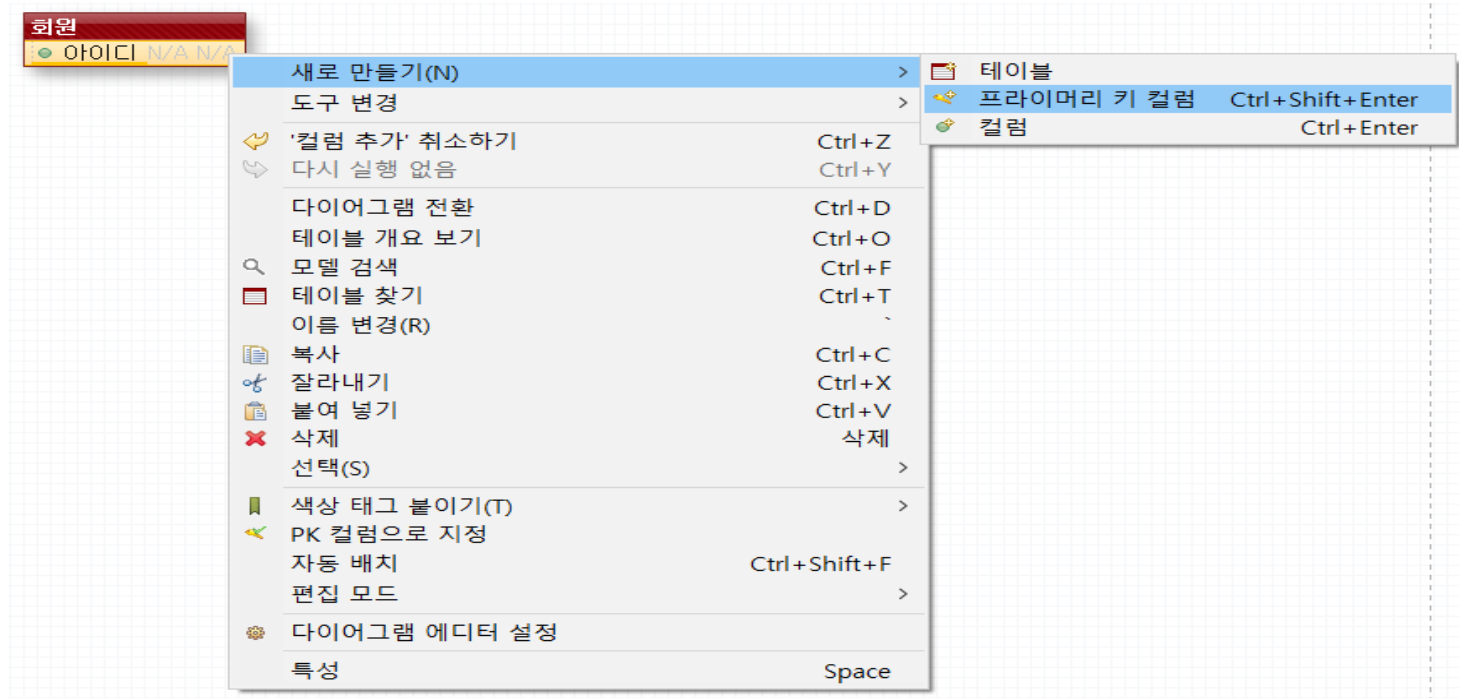 회원
아이디 N/A N/A
새로 만들기(N) >
도구 변경 >
'컬럼 추가' 취소하기 Ctrl+Z
다시 실행 없음 Ctrl+Y
다이어그램 전환 Ctrl+D
테이블 개요 보기 Ctrl+O
모델 검색 Ctrl+F
테이블 찾기 Ctrl+T
이름 변경(R) `
복사 Ctrl+C
잘라내기 Ctrl+X
붙여 넣기 Ctrl+V
삭제 삭제
선택(S) >
색상 태그 붙이기(T) >
PK 컬럼으로 지정
자동 배치 Ctrl+Shift+F
편집 모드 >
다이어그램 에디터 설정
특성 Space
테이블
프라이머리 키 컬럼 Ctrl+Shift+Enter
컬럼 Ctrl+Enter